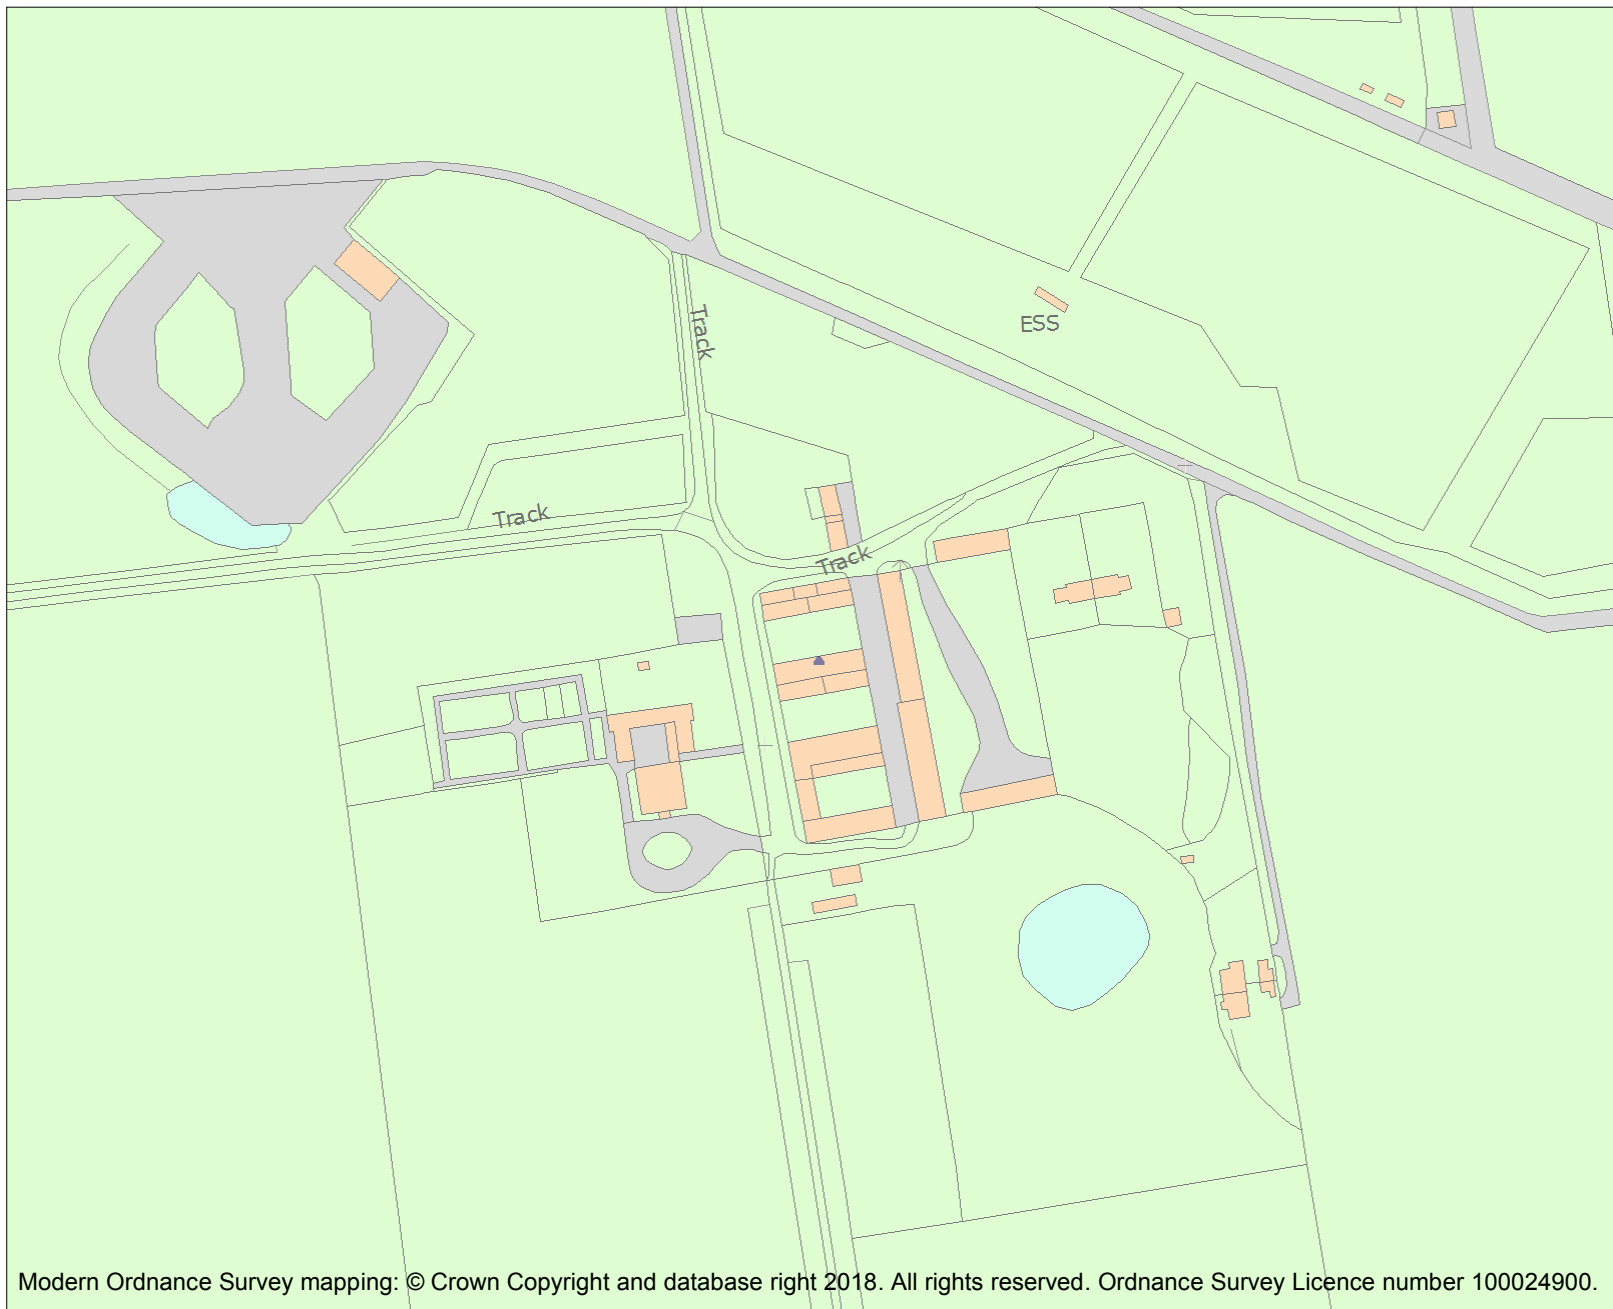 Track
ESS
Track
Track
Modern Ordnance Survey mapping: © Crown Copyright and database right 2018. All rights reserved. Ordnance Survey Licence number 100024900.